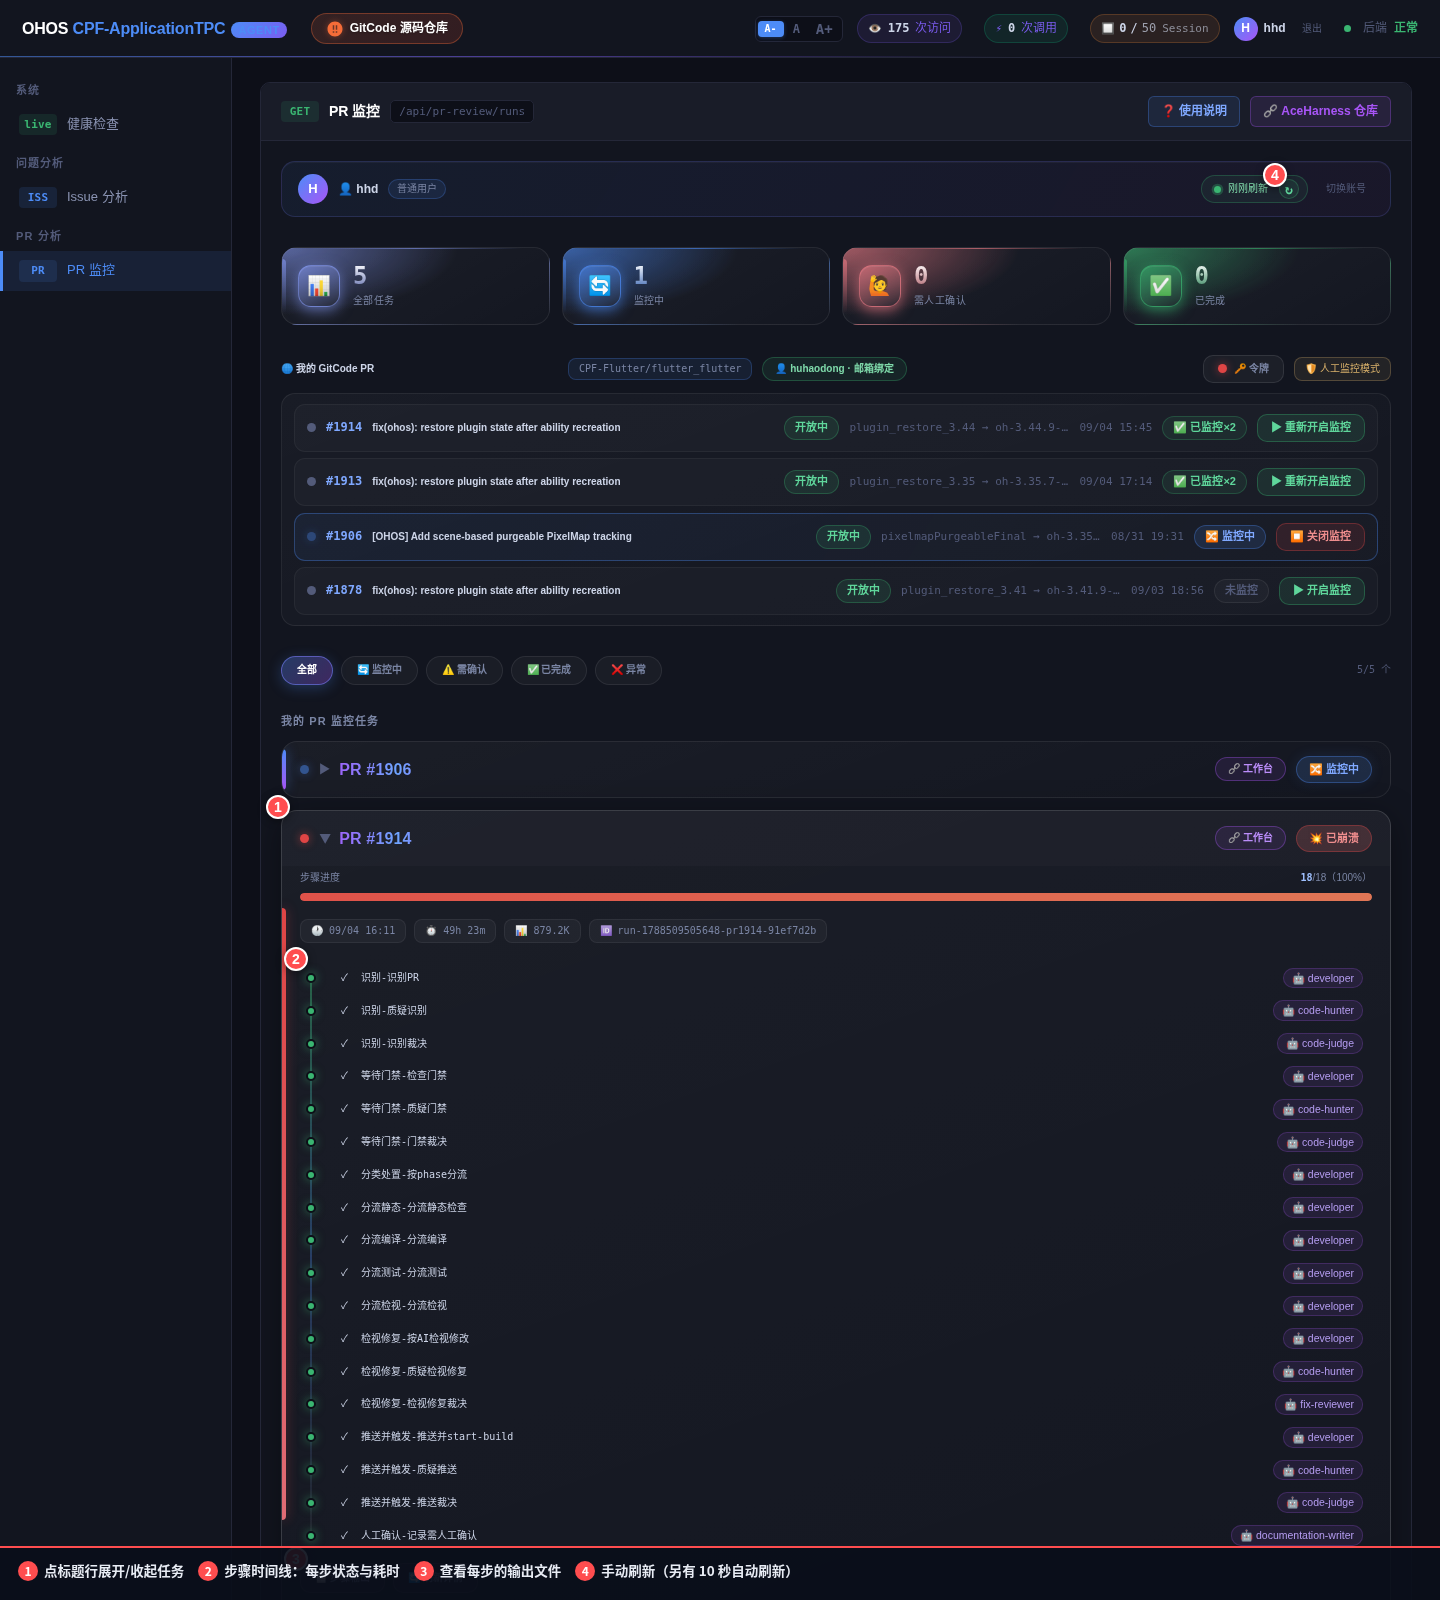 OHOS CPF-ApplicationTPC
GitCode 源码仓库
A- A A+
175 次访问
0 次调用
0 / 50 Session
H hhd 退出
后端 正常
系统
live 健康检查
问题分析
ISS Issue 分析
PR 分析
PR PR 监控
GET PR 监控 /api/pr-review/runs
使用说明
AceHarness 仓库
H hhd 普通用户
刚刚刷新 ↻ 切换账号
4
5 全部任务
1 监控中
0 需人工确认
0 已完成
我的 GitCode PR
CPF-Flutter/flutter_flutter
huhaodong · 邮箱绑定
令牌
人工监控模式
#1914 fix(ohos): restore plugin state after ability recreation 开放中 plugin_restore_3.44 → oh-3.44.9-… 09/04 15:45 已监控×2 ▶ 重新开启监控
#1913 fix(ohos): restore plugin state after ability recreation 开放中 plugin_restore_3.35 → oh-3.35.7-… 09/04 17:14 已监控×2 ▶ 重新开启监控
#1906 [OHOS] Add scene-based purgeable PixelMap tracking 开放中 pixelmapPurgeableFinal → oh-3.35… 08/31 19:31 监控中 关闭监控
#1878 fix(ohos): restore plugin state after ability recreation 开放中 plugin_restore_3.41 → oh-3.41.9-… 09/03 18:56 未监控 ▶ 开启监控
全部 监控中 需确认 已完成 异常 5/5 个
我的 PR 监控任务
▶ PR #1906 工作台 监控中
1
▼ PR #1914 工作台 已崩溃
步骤进度 18/18（100%）
09/04 16:11 49h 23m 879.2K run-1788509505648-pr1914-91ef7d2b
2
✓ 识别-识别PR developer
✓ 识别-质疑识别 code-hunter
✓ 识别-识别裁决 code-judge
✓ 等待门禁-检查门禁 developer
✓ 等待门禁-质疑门禁 code-hunter
✓ 等待门禁-门禁裁决 code-judge
✓ 分类处置-按phase分流 developer
✓ 分流静态-分流静态检查 developer
✓ 分流编译-分流编译 developer
✓ 分流测试-分流测试 developer
✓ 分流检视-分流检视 developer
✓ 检视修复-按AI检视修改 developer
✓ 检视修复-质疑检视修复 code-hunter
✓ 检视修复-检视修复裁决 fix-reviewer
✓ 推送并触发-推送并start-build developer
✓ 推送并触发-质疑推送 code-hunter
✓ 推送并触发-推送裁决 code-judge
✓ 人工确认-记录需人工确认 documentation-writer
1 点标题行展开/收起任务 2 步骤时间线：每步状态与耗时 3 查看每步的输出文件 4 手动刷新（另有 10 秒自动刷新）